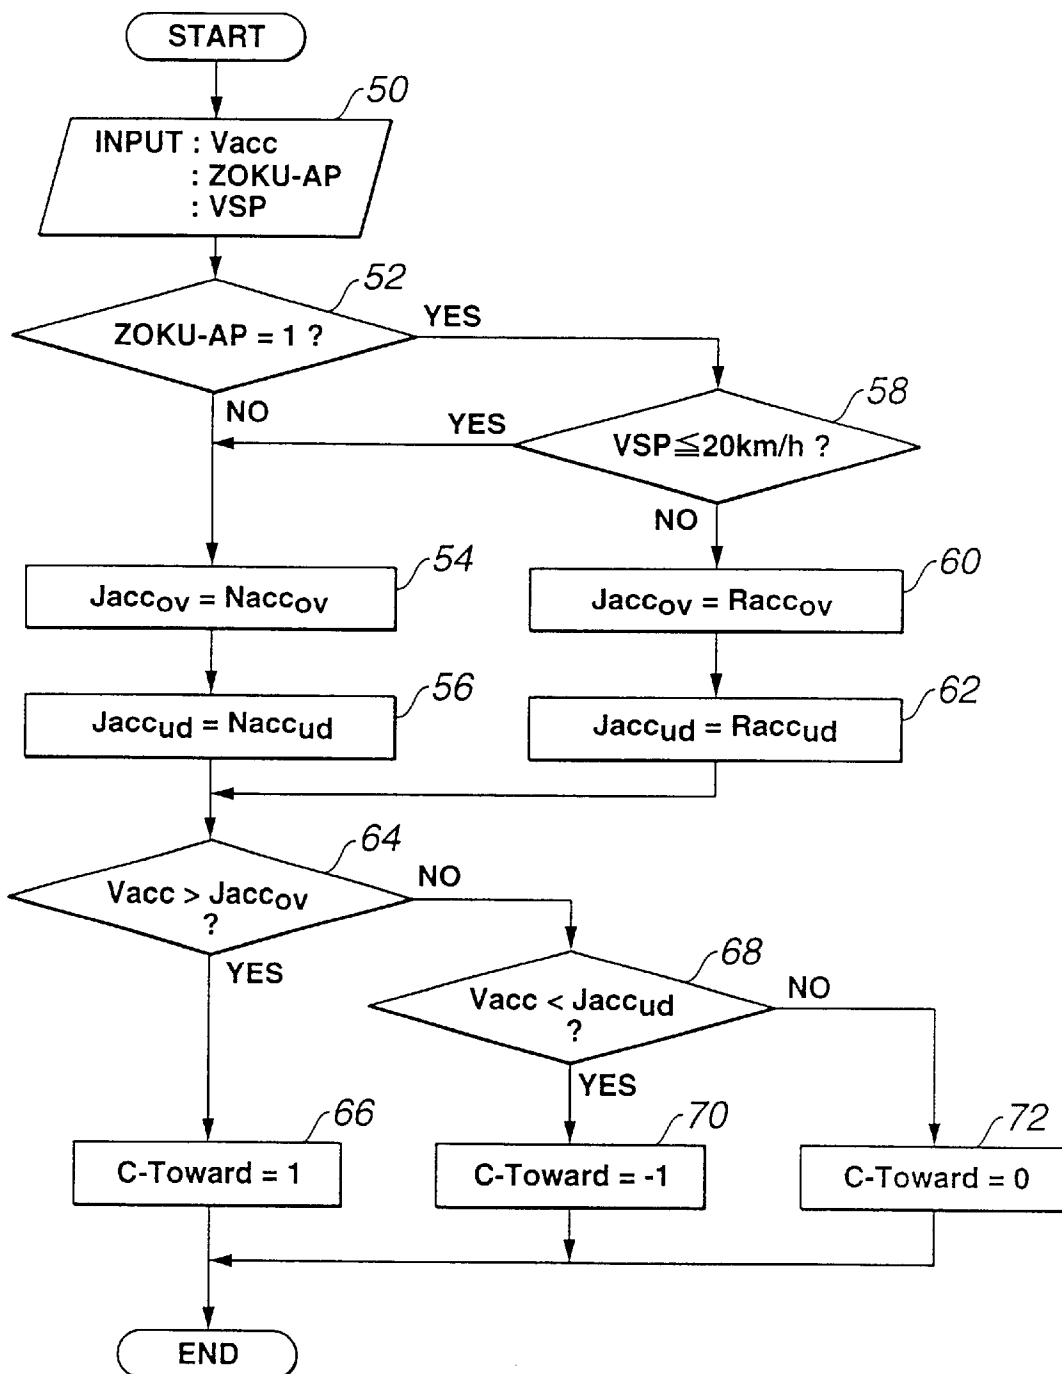 START
50
INPUT : Vacc
: ZOKU-AP
: VSP
52
ZOKU-AP = 1 ?
YES
NO
58
YES
VSP≦20km/h ?
NO
54
Jaccov = Naccov
60
Jaccov = Raccov
56
Jaccud = Naccud
62
Jaccud = Raccud
64
Vacc > Jaccov
?
NO
YES
68
Vacc < Jaccud
?
NO
YES
66
C-Toward = 1
70
C-Toward = -1
72
C-Toward = 0
END